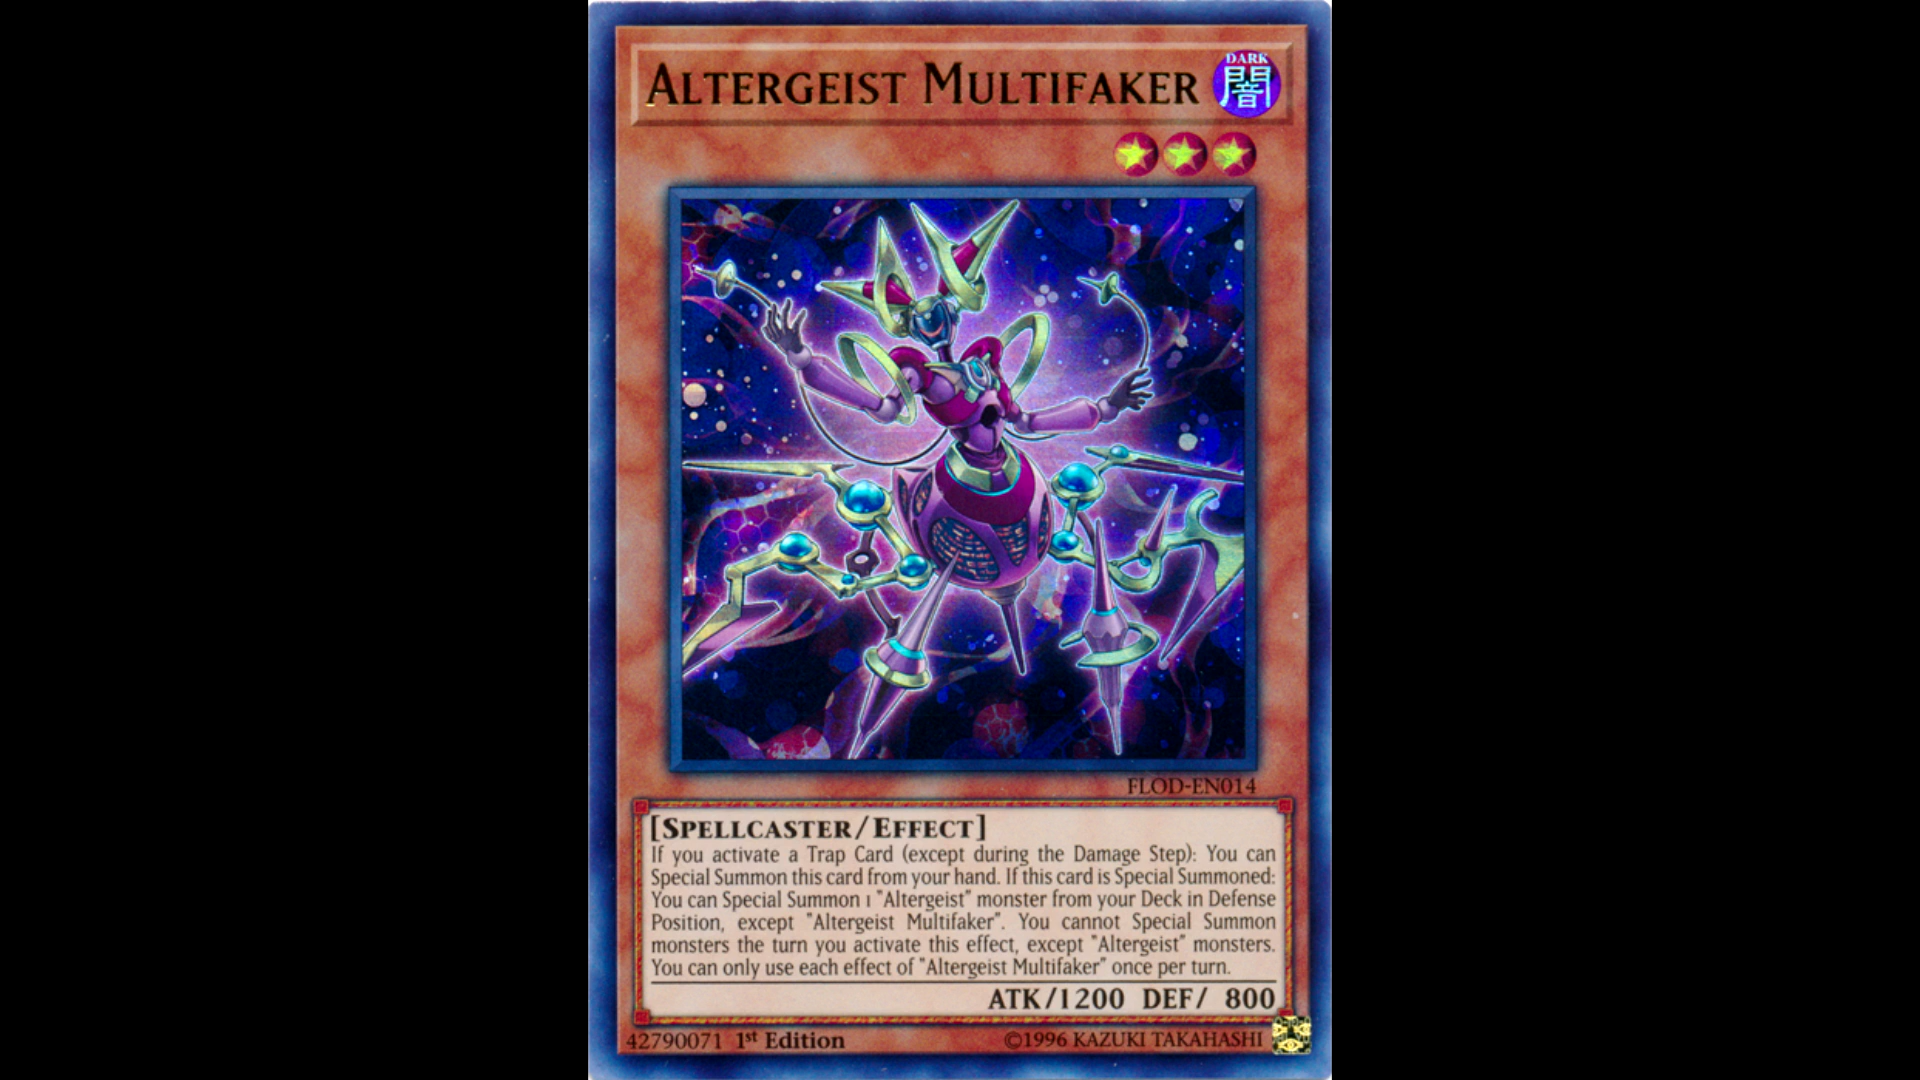 ALTERGEIST MULTIFAKER
DARK
闇
FLOD-EN014
[SPELLCASTER/EFFECT]
If you activate a Trap Card (except during the Damage Step): You can
Special Summon this card from your hand. If this card is Special Summoned:
You can Special Summon 1 "Altergeist" monster from your Deck in Defense
Position, except "Altergeist Multifaker". You cannot Special Summon
monsters the turn you activate this effect, except "Altergeist" monsters.
You can only use each effect of "Altergeist Multifaker" once per turn.
ATK/1200 DEF/ 800
42790071 1st Edition ©1996 KAZUKI TAKAHASHI